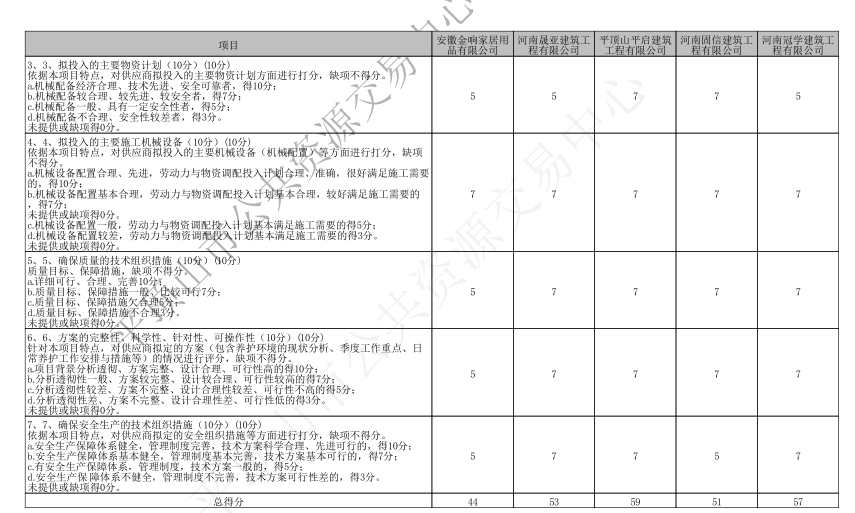 项目 安徽金响家居用品有限公司 河南晟亚建筑工程有限公司 平顶山平启建筑工程有限公司 河南固信建筑工程有限公司 河南冠学建筑工程有限公司
3、3、拟投入的主要物资计划（10分）(10分)
依据本项目特点，对供应商拟投入的主要物资计划方面进行打分，缺项不得分。
a.机械配备经济合理、技术先进、安全可靠者，得10分；
b.机械配备较合理、较先进、较安全者，得7分；
c.机械配备一般、具有一定安全性者，得5分；
d.机械配备不合理、安全性较差者，得3分。
未提供或缺项得0分。
5 5 7 7 5
4、4、拟投入的主要施工机械设备（10分）(10分)
依据本项目特点，对供应商拟投入的主要机械设备（机械配置）等方面进行打分，缺项
不得分。
a.机械设备配置合理、先进，劳动力与物资调配投入计划合理、准确，很好满足施工需要
的，得10分；
b.机械设备配置基本合理，劳动力与物资调配投入计划基本合理，较好满足施工需要的
，得7分；
未提供或缺项得0分。
c.机械设备配置一般，劳动力与物资调配投入计划基本满足施工需要的得5分；
d.机械设备配置较差，劳动力与物资调配投入计划基本满足施工需要的得3分。
未提供或缺项得0分。
7 7 7 7 7
5、5、确保质量的技术组织措施（10分）(10分)
质量目标、保障措施，缺项不得分。
a.详细可行、合理、完善10分；
b.质量目标、保障措施一般、比较可行7分；
c.质量目标、保障措施欠合理5分；
d.质量目标、保障措施不合理3分。
未提供或缺项得0分。
5 7 7 7 7
6、6、方案的完整性、科学性、针对性、可操作性（10分）(10分)
针对本项目特点，对供应商拟定的方案（包含养护环境的现状分析、季度工作重点、日
常养护工作安排与措施等）的情况进行评分，缺项不得分。
a.项目背景分析透彻、方案完整、设计合理、可行性高的得10分；
b.分析透彻性一般、方案较完整、设计较合理、可行性较高的得7分；
c.分析透彻性较差、方案不完整、设计合理性较差、可行性不高的得5分；
d.分析透彻性差、方案不完整、设计合理性差、可行性低的得3分。
未提供或缺项得0分。
5 7 7 7 7
7、7、确保安全生产的技术组织措施（10分）(10分)
依据本项目特点，对供应商拟定的安全组织措施等方面进行打分，缺项不得分。
a.安全生产保障体系健全，管理制度完善，技术方案科学合理、先进可行的，得10分；
b.安全生产保障体系基本健全，管理制度基本完善，技术方案基本可行的，得7分；
c.有安全生产保障体系，管理制度，技术方案一般的，得5分；
d.安全生产保障体系不健全，管理制度不完善，技术方案可行性差的，得3分。
未提供或缺项得0分。
5 7 7 5 7
总得分 44 53 59 51 57
平顶山市公共资源交易中心
平顶山市公共资源交易中心